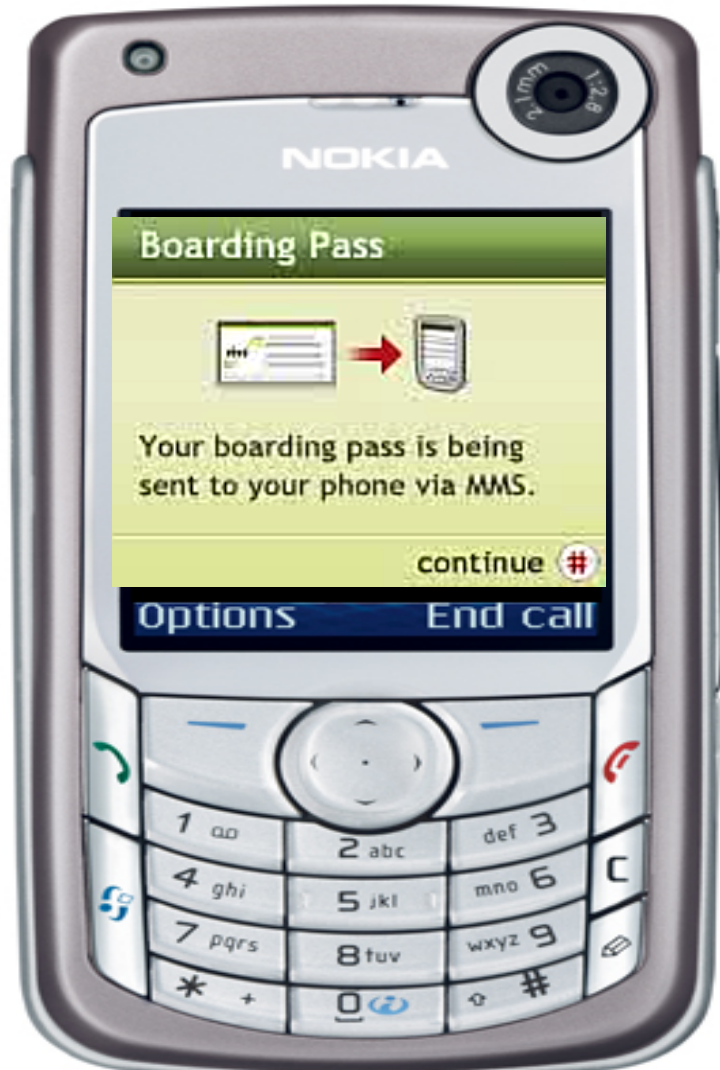 2.1mm 1:2.8
NOKIA
Boarding Pass
Your boarding pass is being
sent to your phone via MMS.
continue #
Options End call
1
2 abc
def 3
4 ghi
5 jkl
mno 6
C
7 pqrs
8 tuv
wxyz 9
* +
0
#